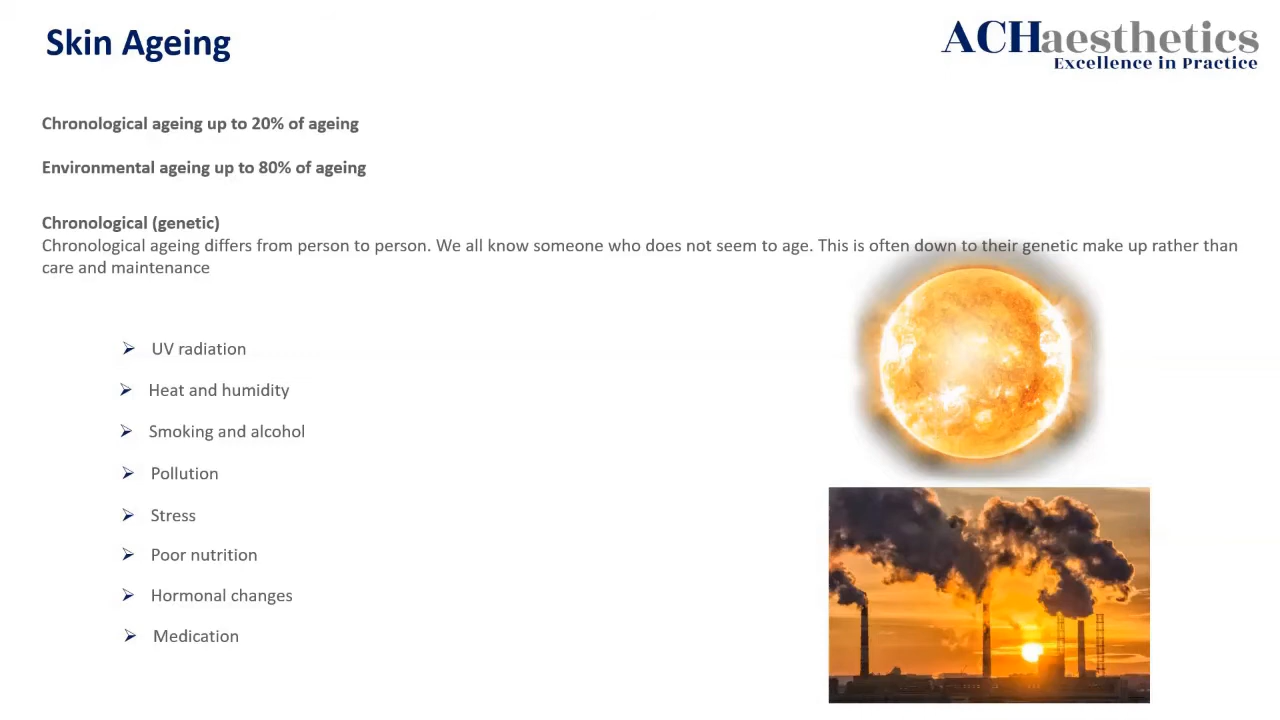 Skin Ageing
ACHaesthetics
Excellence in Practice
Chronological ageing up to 20% of ageing
Environmental ageing up to 80% of ageing
Chronological (genetic)
Chronological ageing differs from person to person. We all know someone who does not seem to age. This is often down to their genetic make up rather than
care and maintenance
UV radiation
Heat and humidity
Smoking and alcohol
Pollution
Stress
Poor nutrition
Hormonal changes
Medication